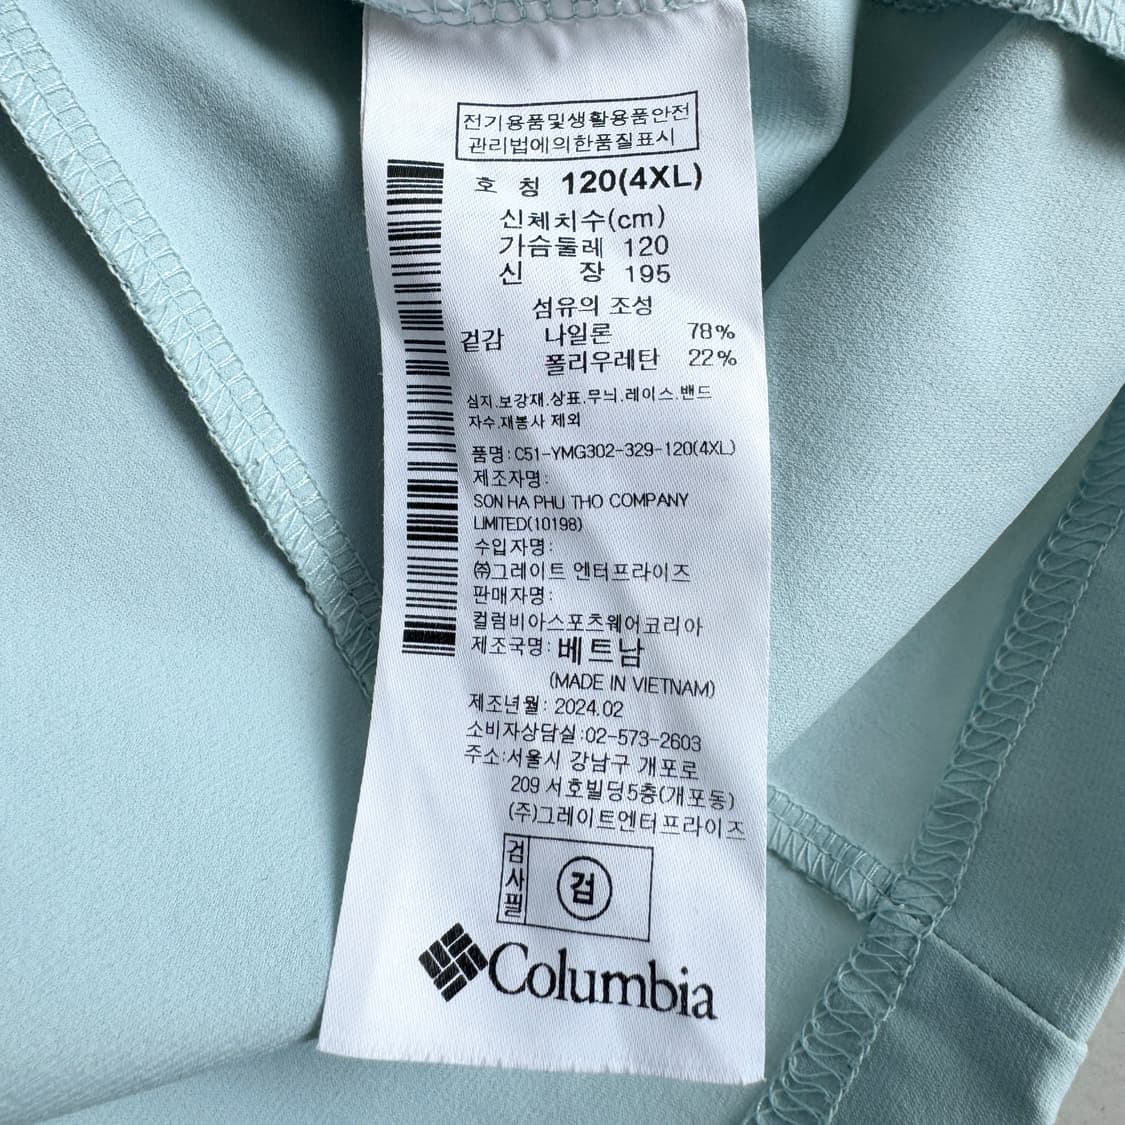 전기용품및생활용품안전
관리법에의한품질표시
호 칭 120(4XL)
신체치수(cm)
가슴둘레 120
신 장 195
섬유의 조성
겉감 나일론 78%
폴리우레탄 22%
심지.보강재.상표.무늬.레이스.밴드
자수.재봉사 제외
품명:C51-YMG302-329-120(4XL)
제조자명:
SON HA PHU THO COMPANY
LIMITED(10198)
수입자명:
㈜그레이트 엔터프라이즈
판매자명:
컬럼비아스포츠웨어코리아
제조국명:베트남
(MADE IN VIETNAM)
제조년월: 2024.02
소비자상담실:02-573-2603
주소:서울시 강남구 개포로
209 서호빌딩5층(개포동)
(주)그레이트엔터프라이즈
검사필
검
Columbia